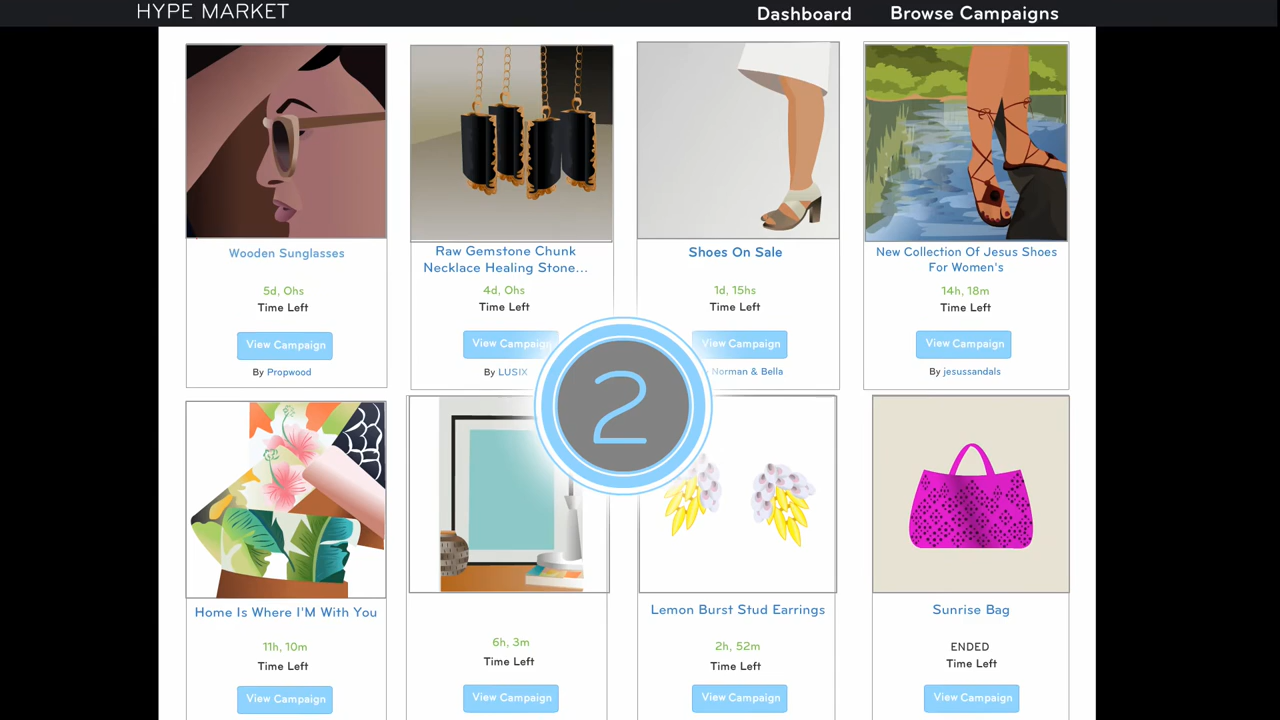 HYPE MARKET
Dashboard
Browse Campaigns
Wooden Sunglasses
5d, 0hs
Time Left
View Campaign
By Propwood
Raw Gemstone Chunk
Necklace Healing Stone...
4d, 0hs
Time Left
View Campaign
By LUSIX
Shoes On Sale
1d, 15hs
Time Left
View Campaign
Norman & Bella
New Collection Of Jesus Shoes
For Women's
14h, 18m
Time Left
View Campaign
By jesussandals
2
Home Is Where I'M With You
11h, 10m
Time Left
View Campaign
6h, 3m
Time Left
View Campaign
Lemon Burst Stud Earrings
2h, 52m
Time Left
View Campaign
Sunrise Bag
ENDED
Time Left
View Campaign